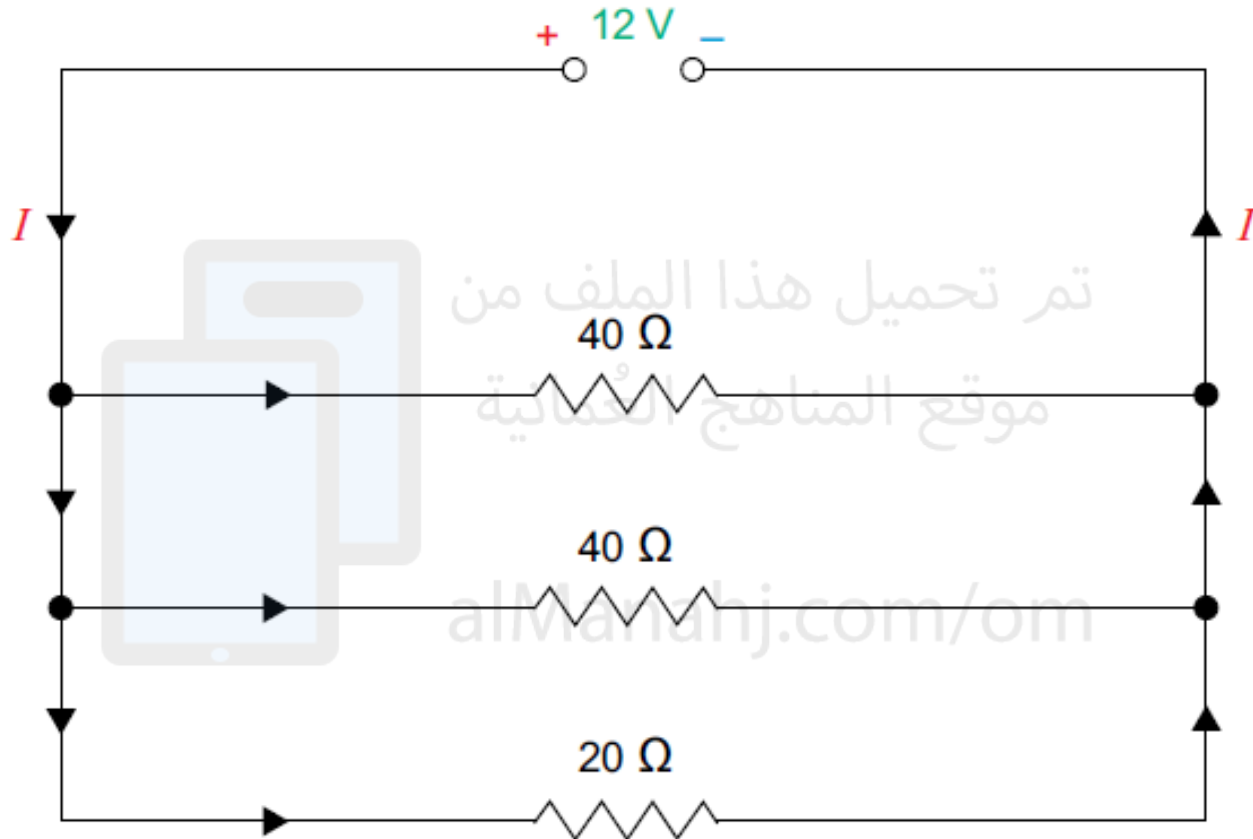 + 12 V –
I
I
تم تحميل هذا الملف من
40 Ω
موقع المناهج العُمانية
40 Ω
alManahj.com/om
20 Ω